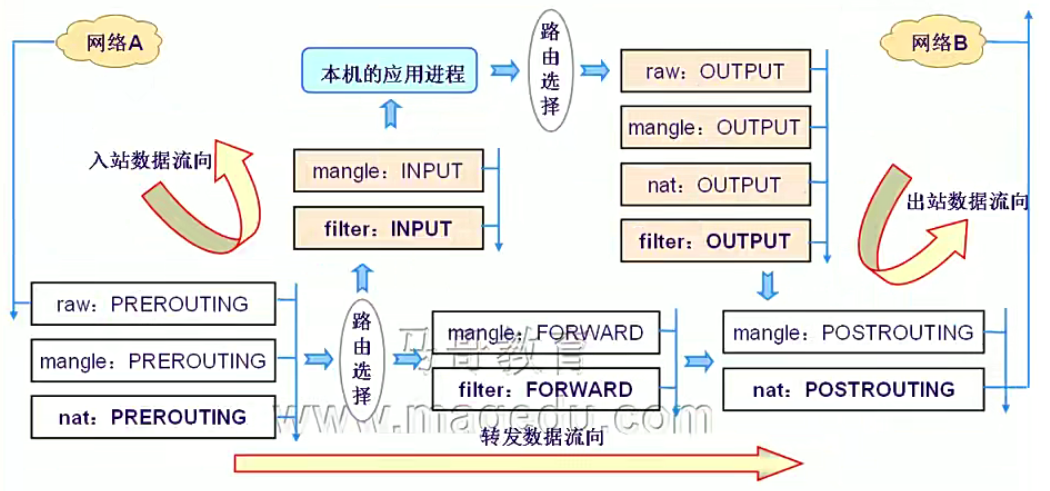 网络A
网络B
本机的应用进程
路由选择
raw：OUTPUT
mangle：OUTPUT
nat：OUTPUT
filter：OUTPUT
入站数据流向
mangle：INPUT
filter：INPUT
出站数据流向
raw：PREROUTING
mangle：PREROUTING
nat：PREROUTING
路由选择
mangle：FORWARD
filter：FORWARD
mangle：POSTROUTING
nat：POSTROUTING
马哥教育
www.magedu.com
转发数据流向